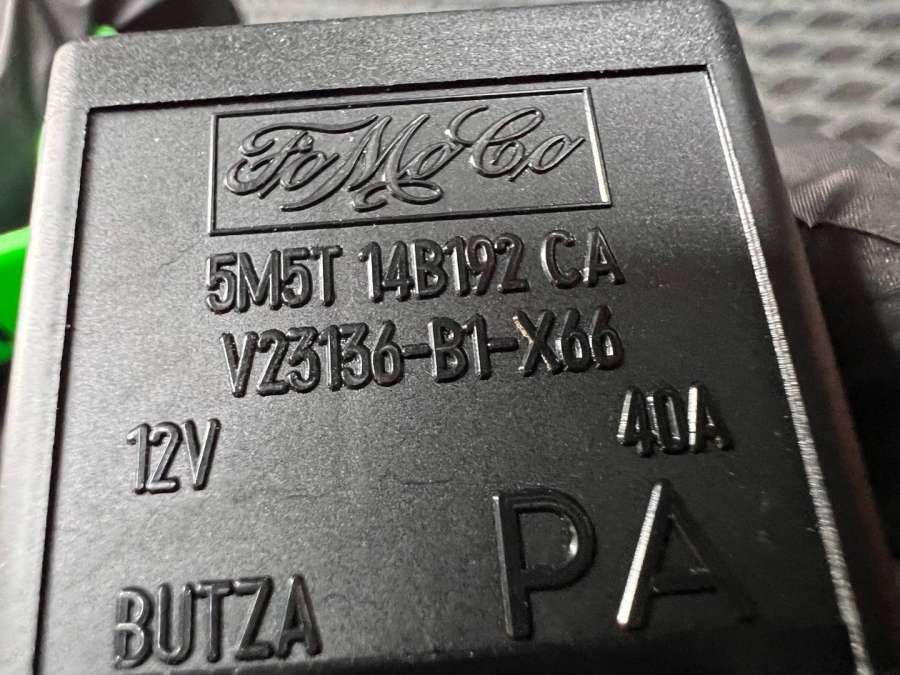 FoMoCo
5M5T 14B192 CA
V23136-B1-X66
12V 40A
PA
BUTZA